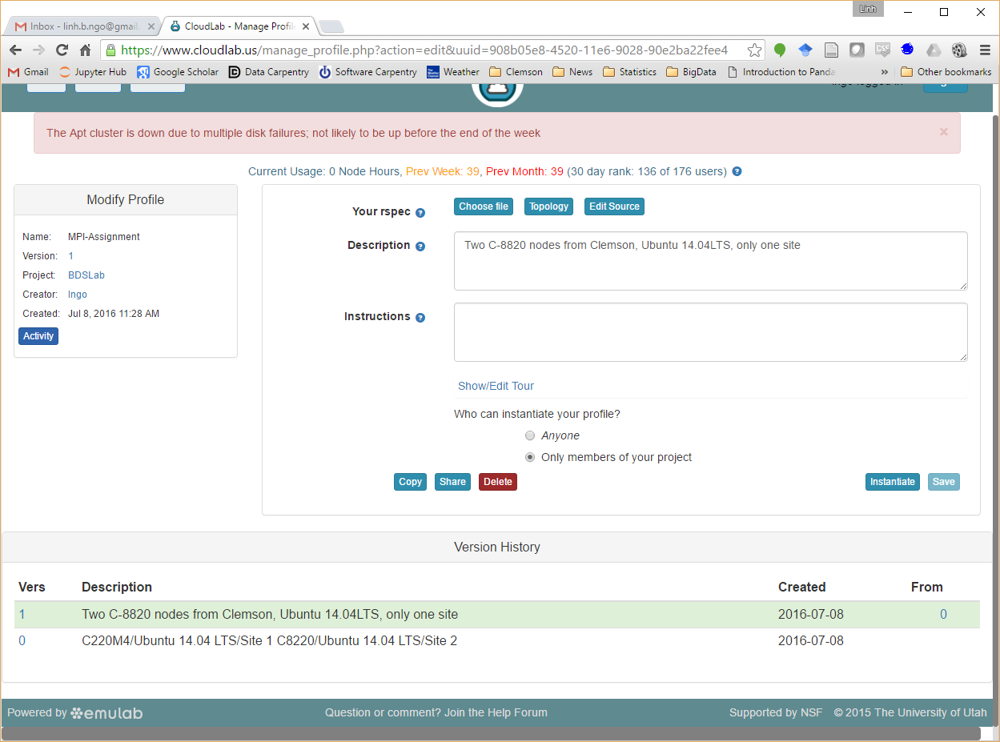 Linh
Inbox - linh.b.ngo@gmail.
CloudLab - Manage Profile
https://www.cloudlab.us/manage_profile.php?action=edit&uuid=908b05e8-4520-11e6-9028-90e2ba22fee4
Gmail Jupyter Hub Google Scholar Data Carpentry Software Carpentry Weather Clemson News Statistics BigData Introduction to Panda » Other bookmarks
The Apt cluster is down due to multiple disk failures; not likely to be up before the end of the week
Current Usage: 0 Node Hours, Prev Week: 39, Prev Month: 39 (30 day rank: 136 of 176 users)
Modify Profile
Name: MPI-Assignment
Version: 1
Project: BDSLab
Creator: lngo
Created: Jul 8, 2016 11:28 AM
Activity
Your rspec Choose file Topology Edit Source
Description Two C-8820 nodes from Clemson, Ubuntu 14.04LTS, only one site
Instructions
Show/Edit Tour
Who can instantiate your profile?
Anyone
Only members of your project
Copy Share Delete Instantiate Save
Version History
Vers Description Created From
1 Two C-8820 nodes from Clemson, Ubuntu 14.04LTS, only one site 2016-07-08 0
0 C220M4/Ubuntu 14.04 LTS/Site 1 C8220/Ubuntu 14.04 LTS/Site 2 2016-07-08
Powered by emulab Question or comment? Join the Help Forum Supported by NSF © 2015 The University of Utah